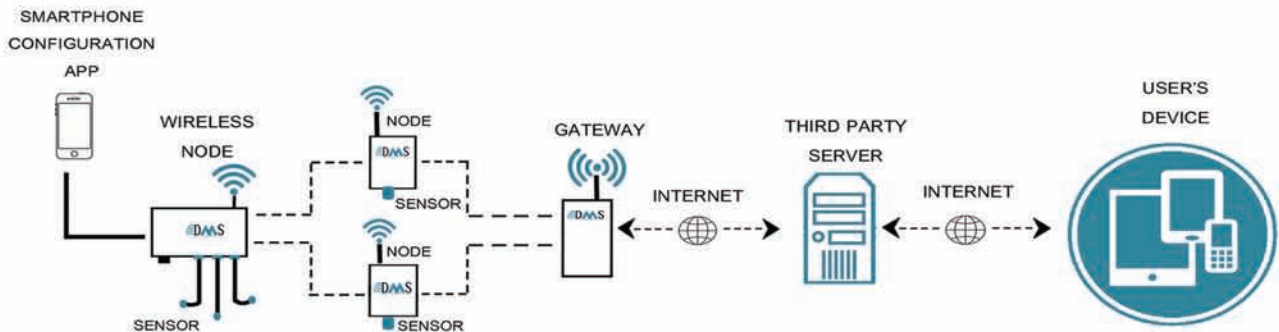 SMARTPHONE
CONFIGURATION
APP
WIRELESS
NODE
DMS
SENSOR
NODE
DMS
SENSOR
NODE
DMS
SENSOR
GATEWAY
DMS
INTERNET
THIRD PARTY
SERVER
INTERNET
USER'S
DEVICE